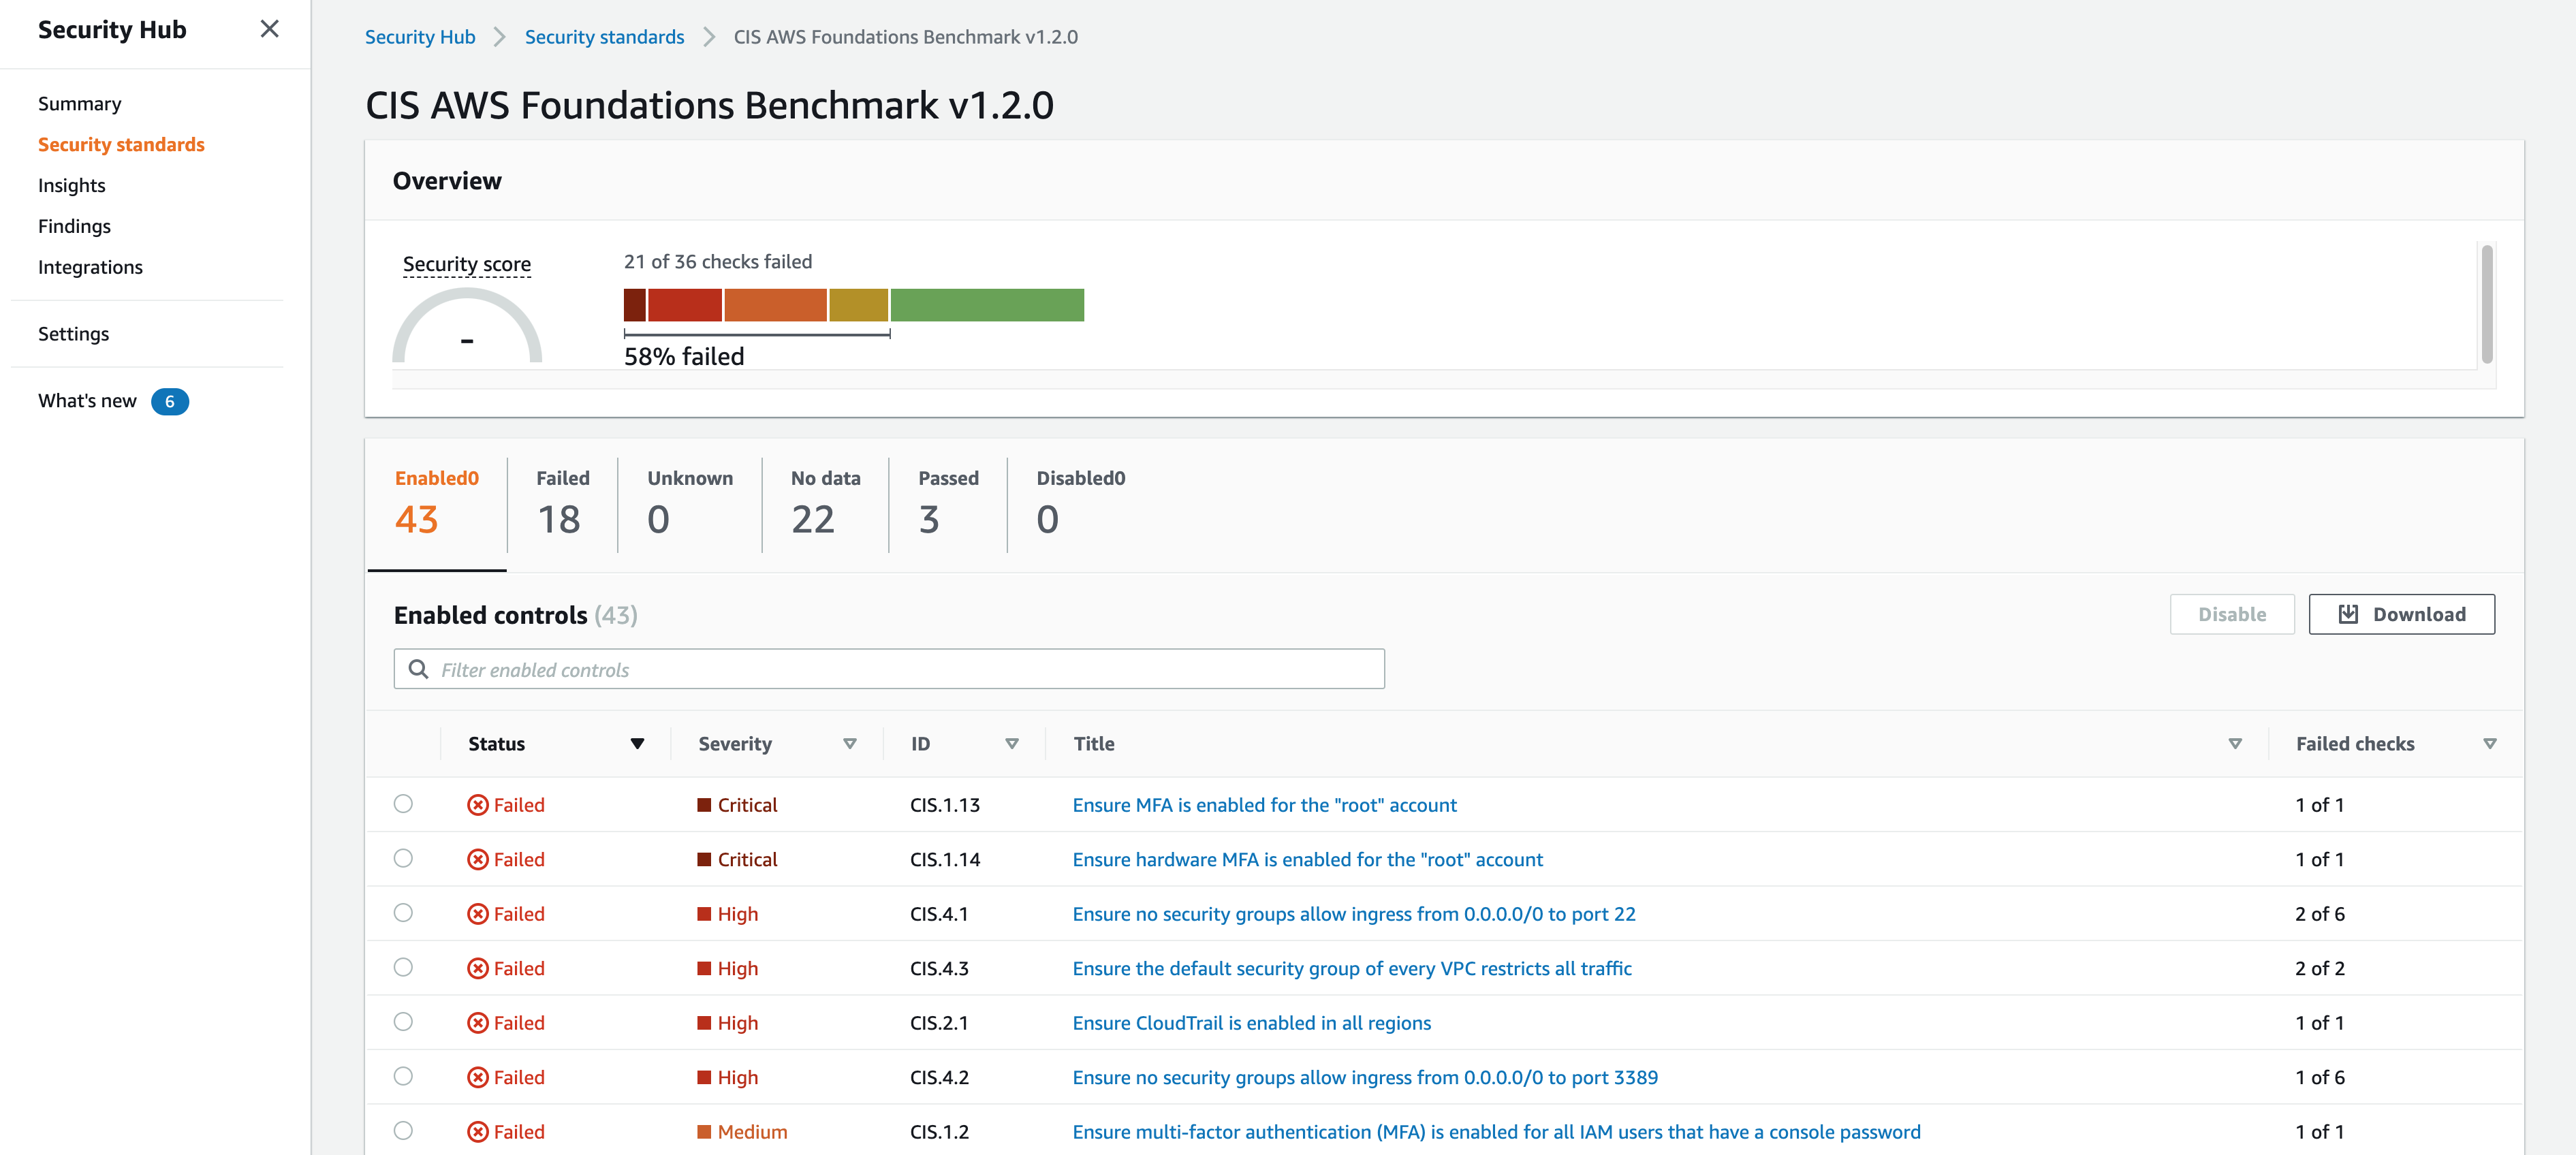 Security Hub
Summary
Security standards
Insights
Findings
Integrations
Settings
What's new 6
Security Hub Security standards CIS AWS Foundations Benchmark v1.2.0
CIS AWS Foundations Benchmark v1.2.0
Overview
Security score
-
21 of 36 checks failed
58% failed
Enabled0 Failed Unknown No data Passed Disabled0
43 18 0 22 3 0
Enabled controls (43)
Disable Download
Filter enabled controls
Status Severity ID Title Failed checks
Failed Critical CIS.1.13 Ensure MFA is enabled for the "root" account 1 of 1
Failed Critical CIS.1.14 Ensure hardware MFA is enabled for the "root" account 1 of 1
Failed High CIS.4.1 Ensure no security groups allow ingress from 0.0.0.0/0 to port 22 2 of 6
Failed High CIS.4.3 Ensure the default security group of every VPC restricts all traffic 2 of 2
Failed High CIS.2.1 Ensure CloudTrail is enabled in all regions 1 of 1
Failed High CIS.4.2 Ensure no security groups allow ingress from 0.0.0.0/0 to port 3389 1 of 6
Failed Medium CIS.1.2 Ensure multi-factor authentication (MFA) is enabled for all IAM users that have a console password 1 of 1